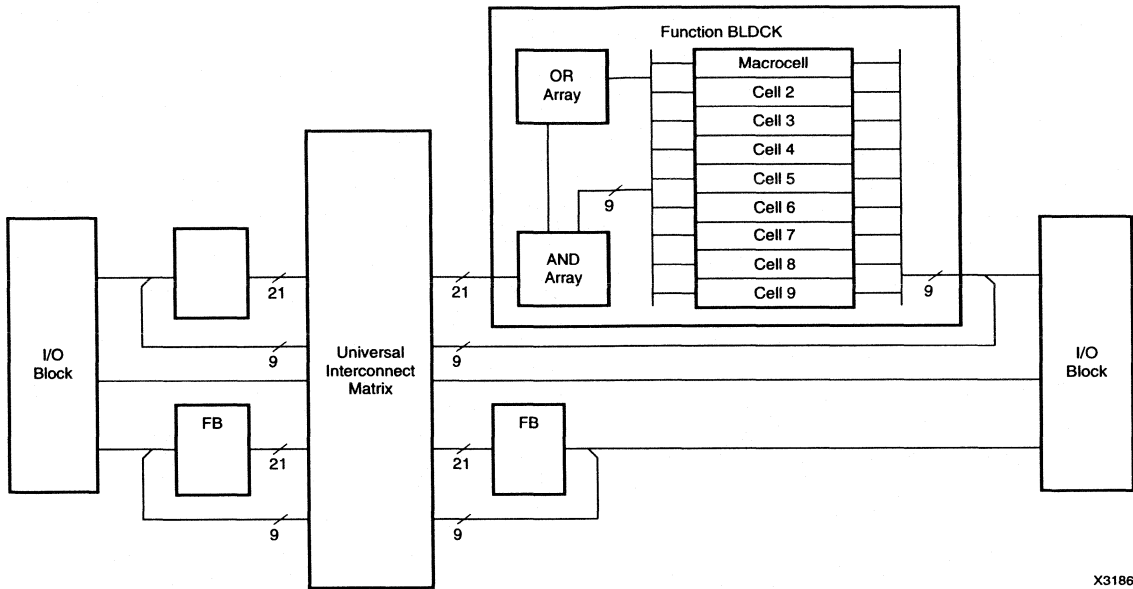 Function BLDCK
OR
Array
Macrocell
Cell 2
Cell 3
Cell 4
Cell 5
Cell 6
Cell 7
Cell 8
Cell 9
9
AND
Array
21
21
9
9
9
I/O
Block
Universal
Interconnect
Matrix
I/O
Block
FB
FB
21
21
9
9
X3186